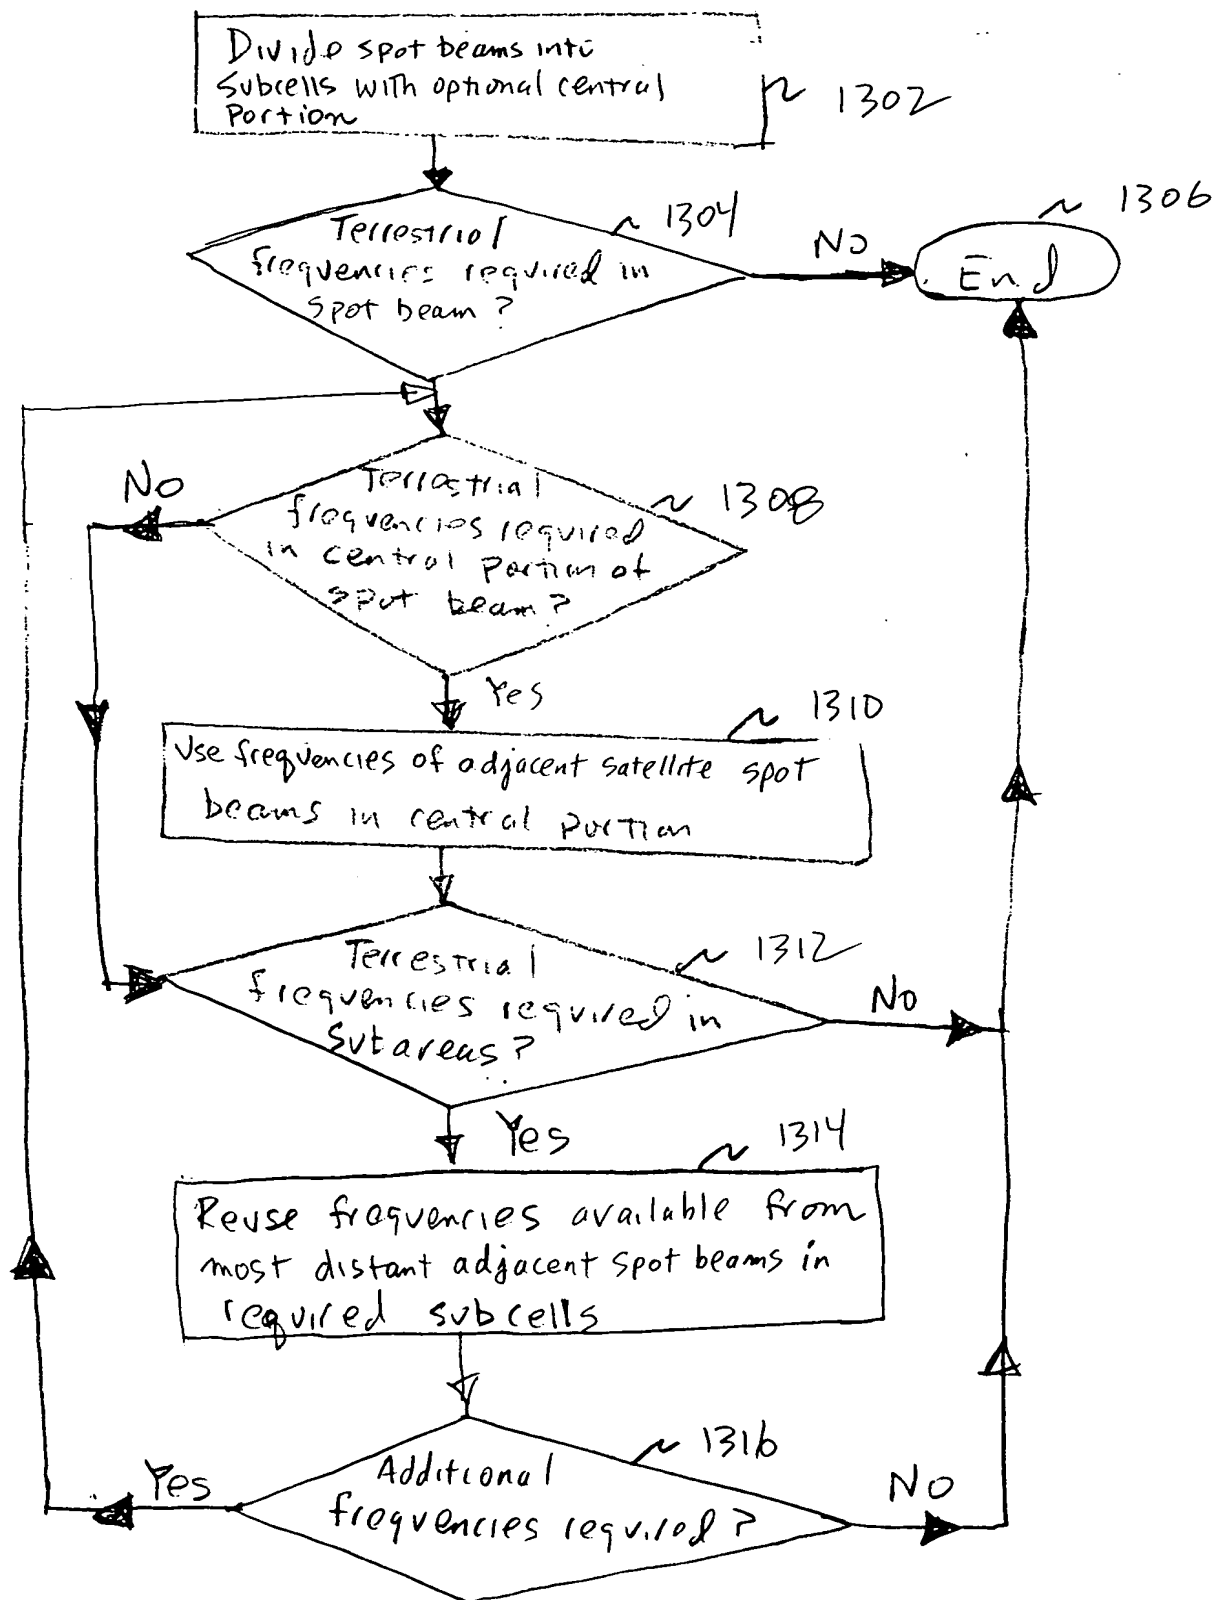 Divide spot beams into
subcells with optional central
portion
1302
1304
1306
Terrestrial
frequencies required in
spot beam?
No
End
No
Terrestrial
frequencies required
in central portion of
spot beam?
1308
Yes
1310
Use frequencies of adjacent satellite spot
beams in central portion
Terrestrial
frequencies required in
subareas?
1312
No
Yes
1314
Reuse frequencies available from
most distant adjacent spot beams in
required subcells
1316
Yes
Additional
frequencies required?
No